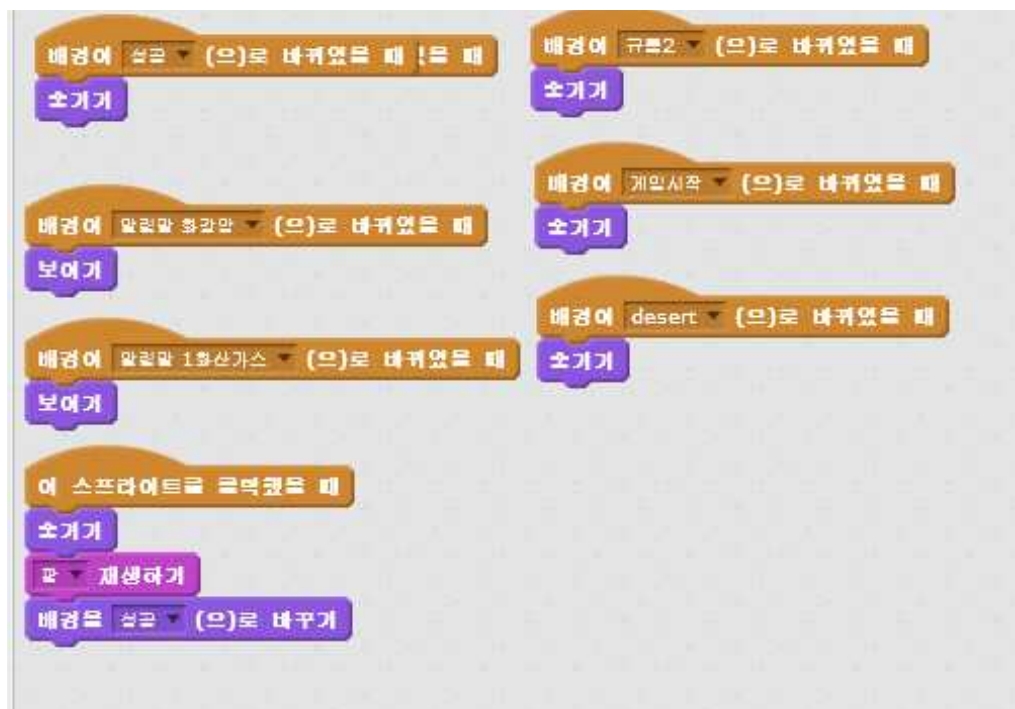 배경이 성공 (으)로 바뀌었을 때 !을 때
숨기기
배경이 말림말 화강암 (으)로 바뀌었을 때
보이기
배경이 1화산가스 (으)로 바뀌었을 때
보이기
이 스프라이트를 클릭했을 때
숨기기
재생하기
배경을 성공 (으)로 바꾸기
배경이 규름2 (으)로 바뀌었을 때
숨기기
배경이 게임시작 (으)로 바뀌었을 때
숨기기
배경이 desert (으)로 바뀌었을 때
숨기기